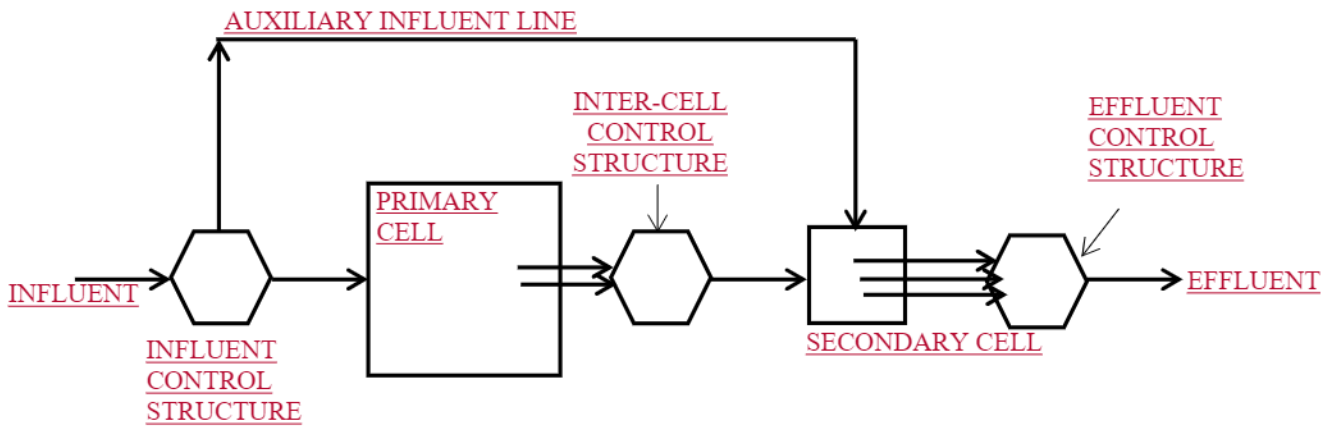 AUXILIARY INFLUENT LINE
INTER-CELL
CONTROL
STRUCTURE
EFFLUENT
CONTROL
STRUCTURE
PRIMARY
CELL
INFLUENT
EFFLUENT
INFLUENT
CONTROL
STRUCTURE
SECONDARY CELL